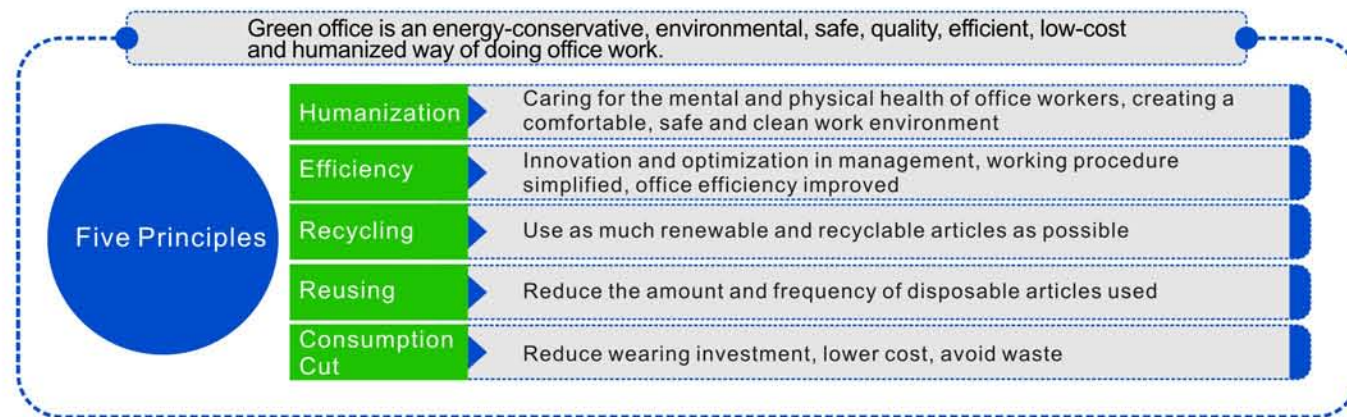 Green office is an energy-conservative, environmental, safe, quality, efficient, low-cost
and humanized way of doing office work.
Five Principles
Humanization
Caring for the mental and physical health of office workers, creating a
comfortable, safe and clean work environment
Efficiency
Innovation and optimization in management, working procedure
simplified, office efficiency improved
Recycling
Use as much renewable and recyclable articles as possible
Reusing
Reduce the amount and frequency of disposable articles used
Consumption
Cut
Reduce wearing investment, lower cost, avoid waste